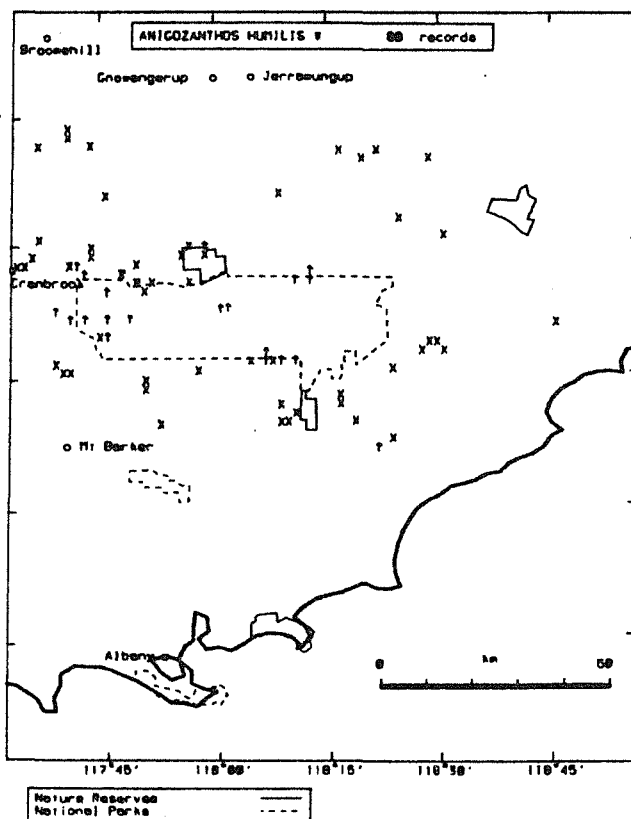 ANIGOZANTHOS HUMILIS 88 records
Broomehill
Gnowangerup Jerramungup
Cranbrook
Mt Barker
Albany
km
0 50
117°45' 118°00' 118°15' 118°30' 118°45'
Nature Reserves
National Parks